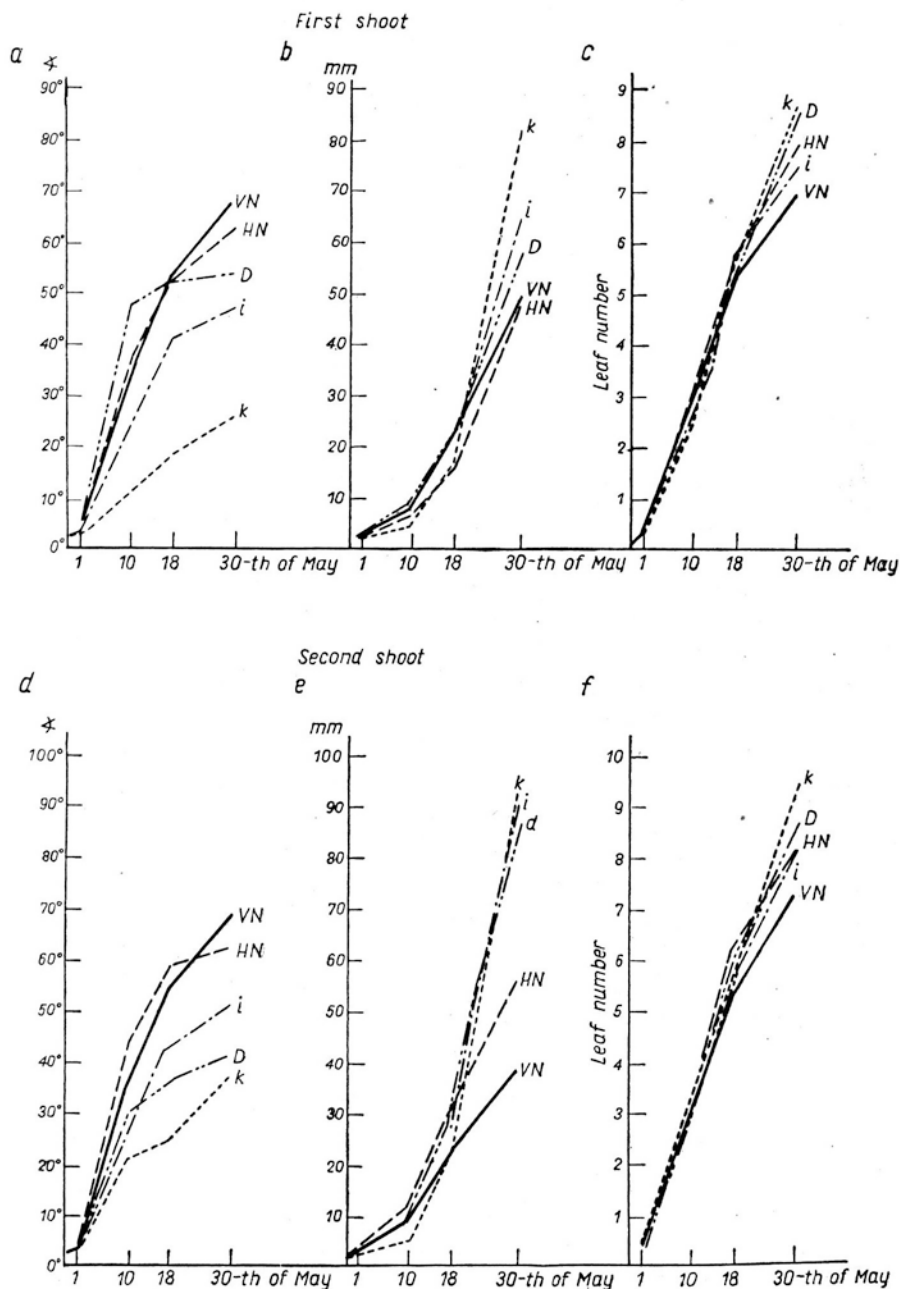 First shoot
a
∡
90°
80°
70°
60°
50°
40°
30°
20°
10°
0°
VN
HN
D
i
k
1 10 18 30-th of May
b
mm
90
80
70
60
50
40
30
20
10
k
i
D
VN
HN
1 10 18 30-th of May
c
Leaf number
9
8
7
6
5
4
3
2
1
k
D
HN
i
VN
1 10 18 30-th of May
Second shoot
d
∡
100°
90°
80°
70°
60°
50°
40°
30°
20°
10°
0°
VN
HN
i
D
k
1 10 18 30-th of May
e
mm
100
90
80
70
60
50
40
30
20
10
k
i
d
HN
VN
1 10 18 30-th of May
f
Leaf number
10
9
8
7
6
5
4
3
2
1
k
D
HN
i
VN
1 10 18 30-th of May